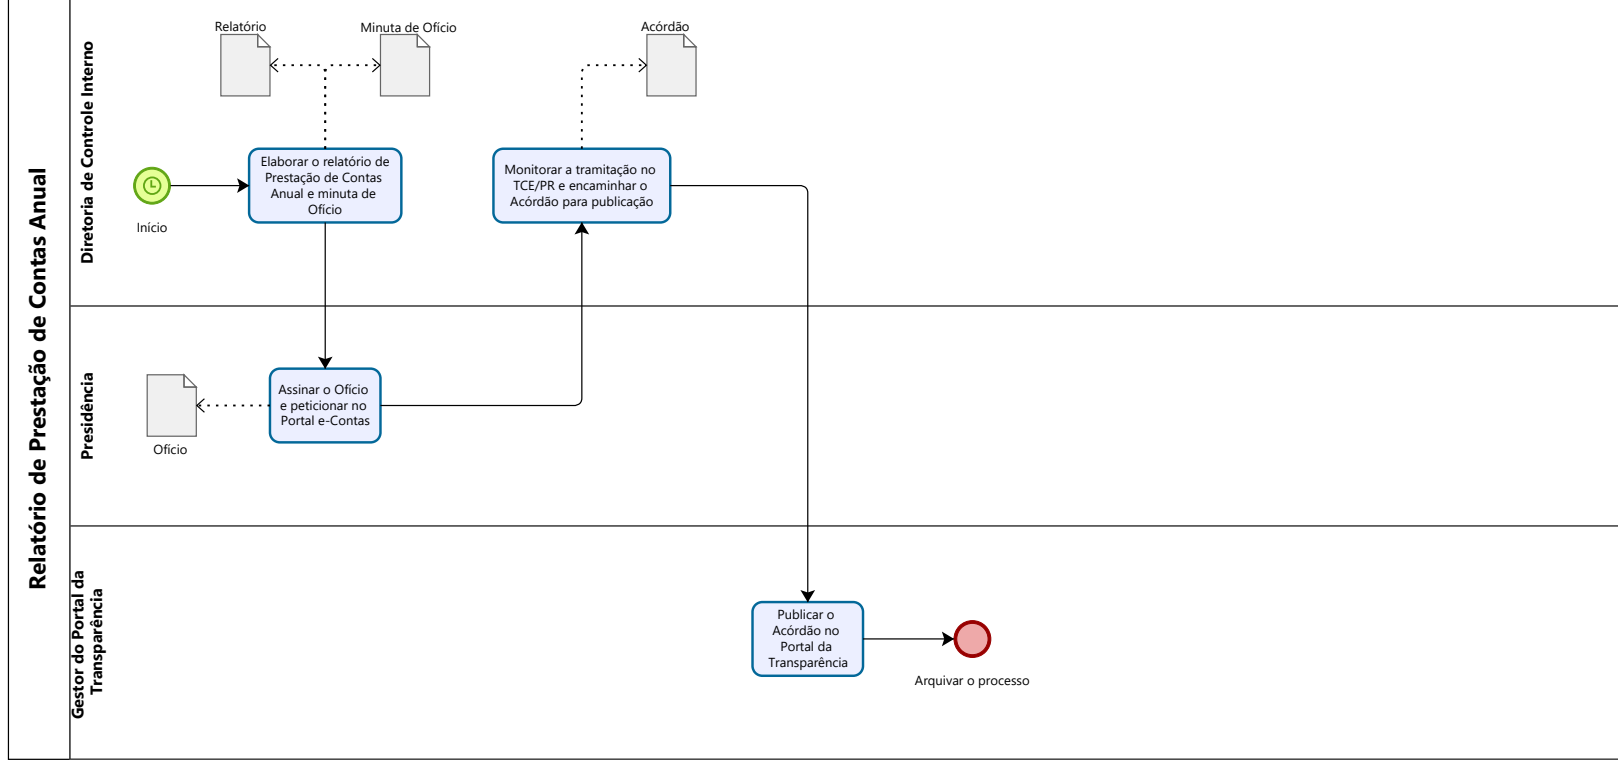 Relatório de Prestação de Contas Anual
Diretoria de Controle Interno
Relatório
Minuta de Ofício
Acórdão
Início
Elaborar o relatório de
Prestação de Contas
Anual e minuta de
Ofício
Monitorar a tramitação no
TCE/PR e encaminhar o
Acórdão para publicação
Presidência
Ofício
Assinar o Ofício
e peticionar no
Portal e-Contas
Gestor do Portal da
Transparência
Publicar o
Acórdão no
Portal da
Transparência
Arquivar o processo